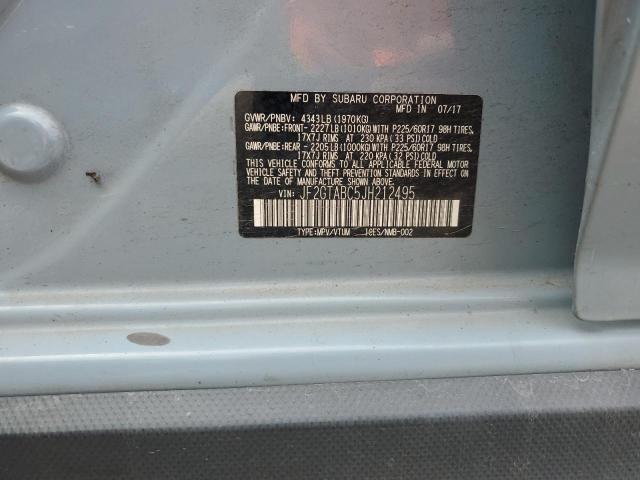 MFD BY SUBARU CORPORATION
MFD IN 07/17
GVWR/PNBV: 4343LB(1970KG)
GAWR/PNBE:FRONT- 2227LB(1010KG)WITH P225/60R17 98H TIRES,
17X7J RIMS AT 230 KPA(33 PSI)COLD
GAWR/PNBE:REAR - 2205LB(1000KG)WITH P225/60R17 98H TIRES,
17X7J RIMS AT 220 KPA(32 PSI)COLD
THIS VEHICLE CONFORMS TO ALL APPLICABLE FEDERAL MOTOR
VEHICLE SAFETY AND THEFT PREVENTION STANDARDS IN EFFECT
ON THE DATE OF MANUFACTURE SHOWN ABOVE.
VIN: JF2GTABC5JH212495
TYPE:MPV/VTUM